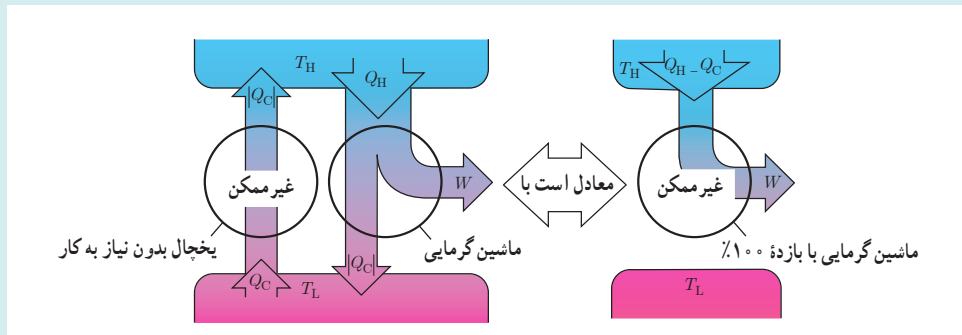 T_H
Q_H
|Q_C|
غیرممکن
W
یخچال بدون نیاز به کار
ماشین گرمایی
Q_C
|Q_C|
T_L
معادل است با
T_H
Q_H – Q_C
غیرممکن
W
ماشین گرمایی با بازدهٔ ۱۰۰٪
T_L